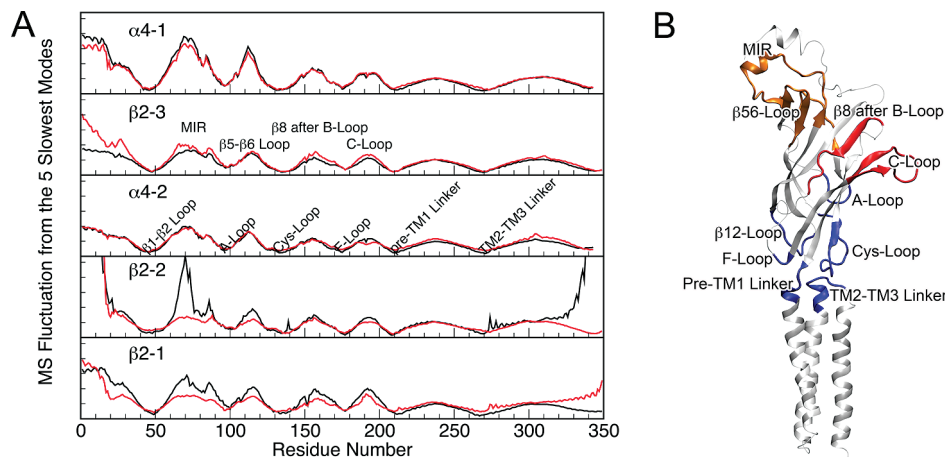 A
MS Fluctuation from the 5 Slowest Modes
α4-1
β2-3
MIR
β5-β6 Loop
β8 after B-Loop
C-Loop
α4-2
β1-β2 Loop
A-Loop
Cys-Loop
F-Loop
pre-TM1 Linker
TM2-TM3 Linker
β2-2
β2-1
0 50 100 150 200 250 300 350
Residue Number
B
MIR
β56-Loop
β8 after B-Loop
C-Loop
A-Loop
β12-Loop
F-Loop
Cys-Loop
Pre-TM1 Linker
TM2-TM3 Linker